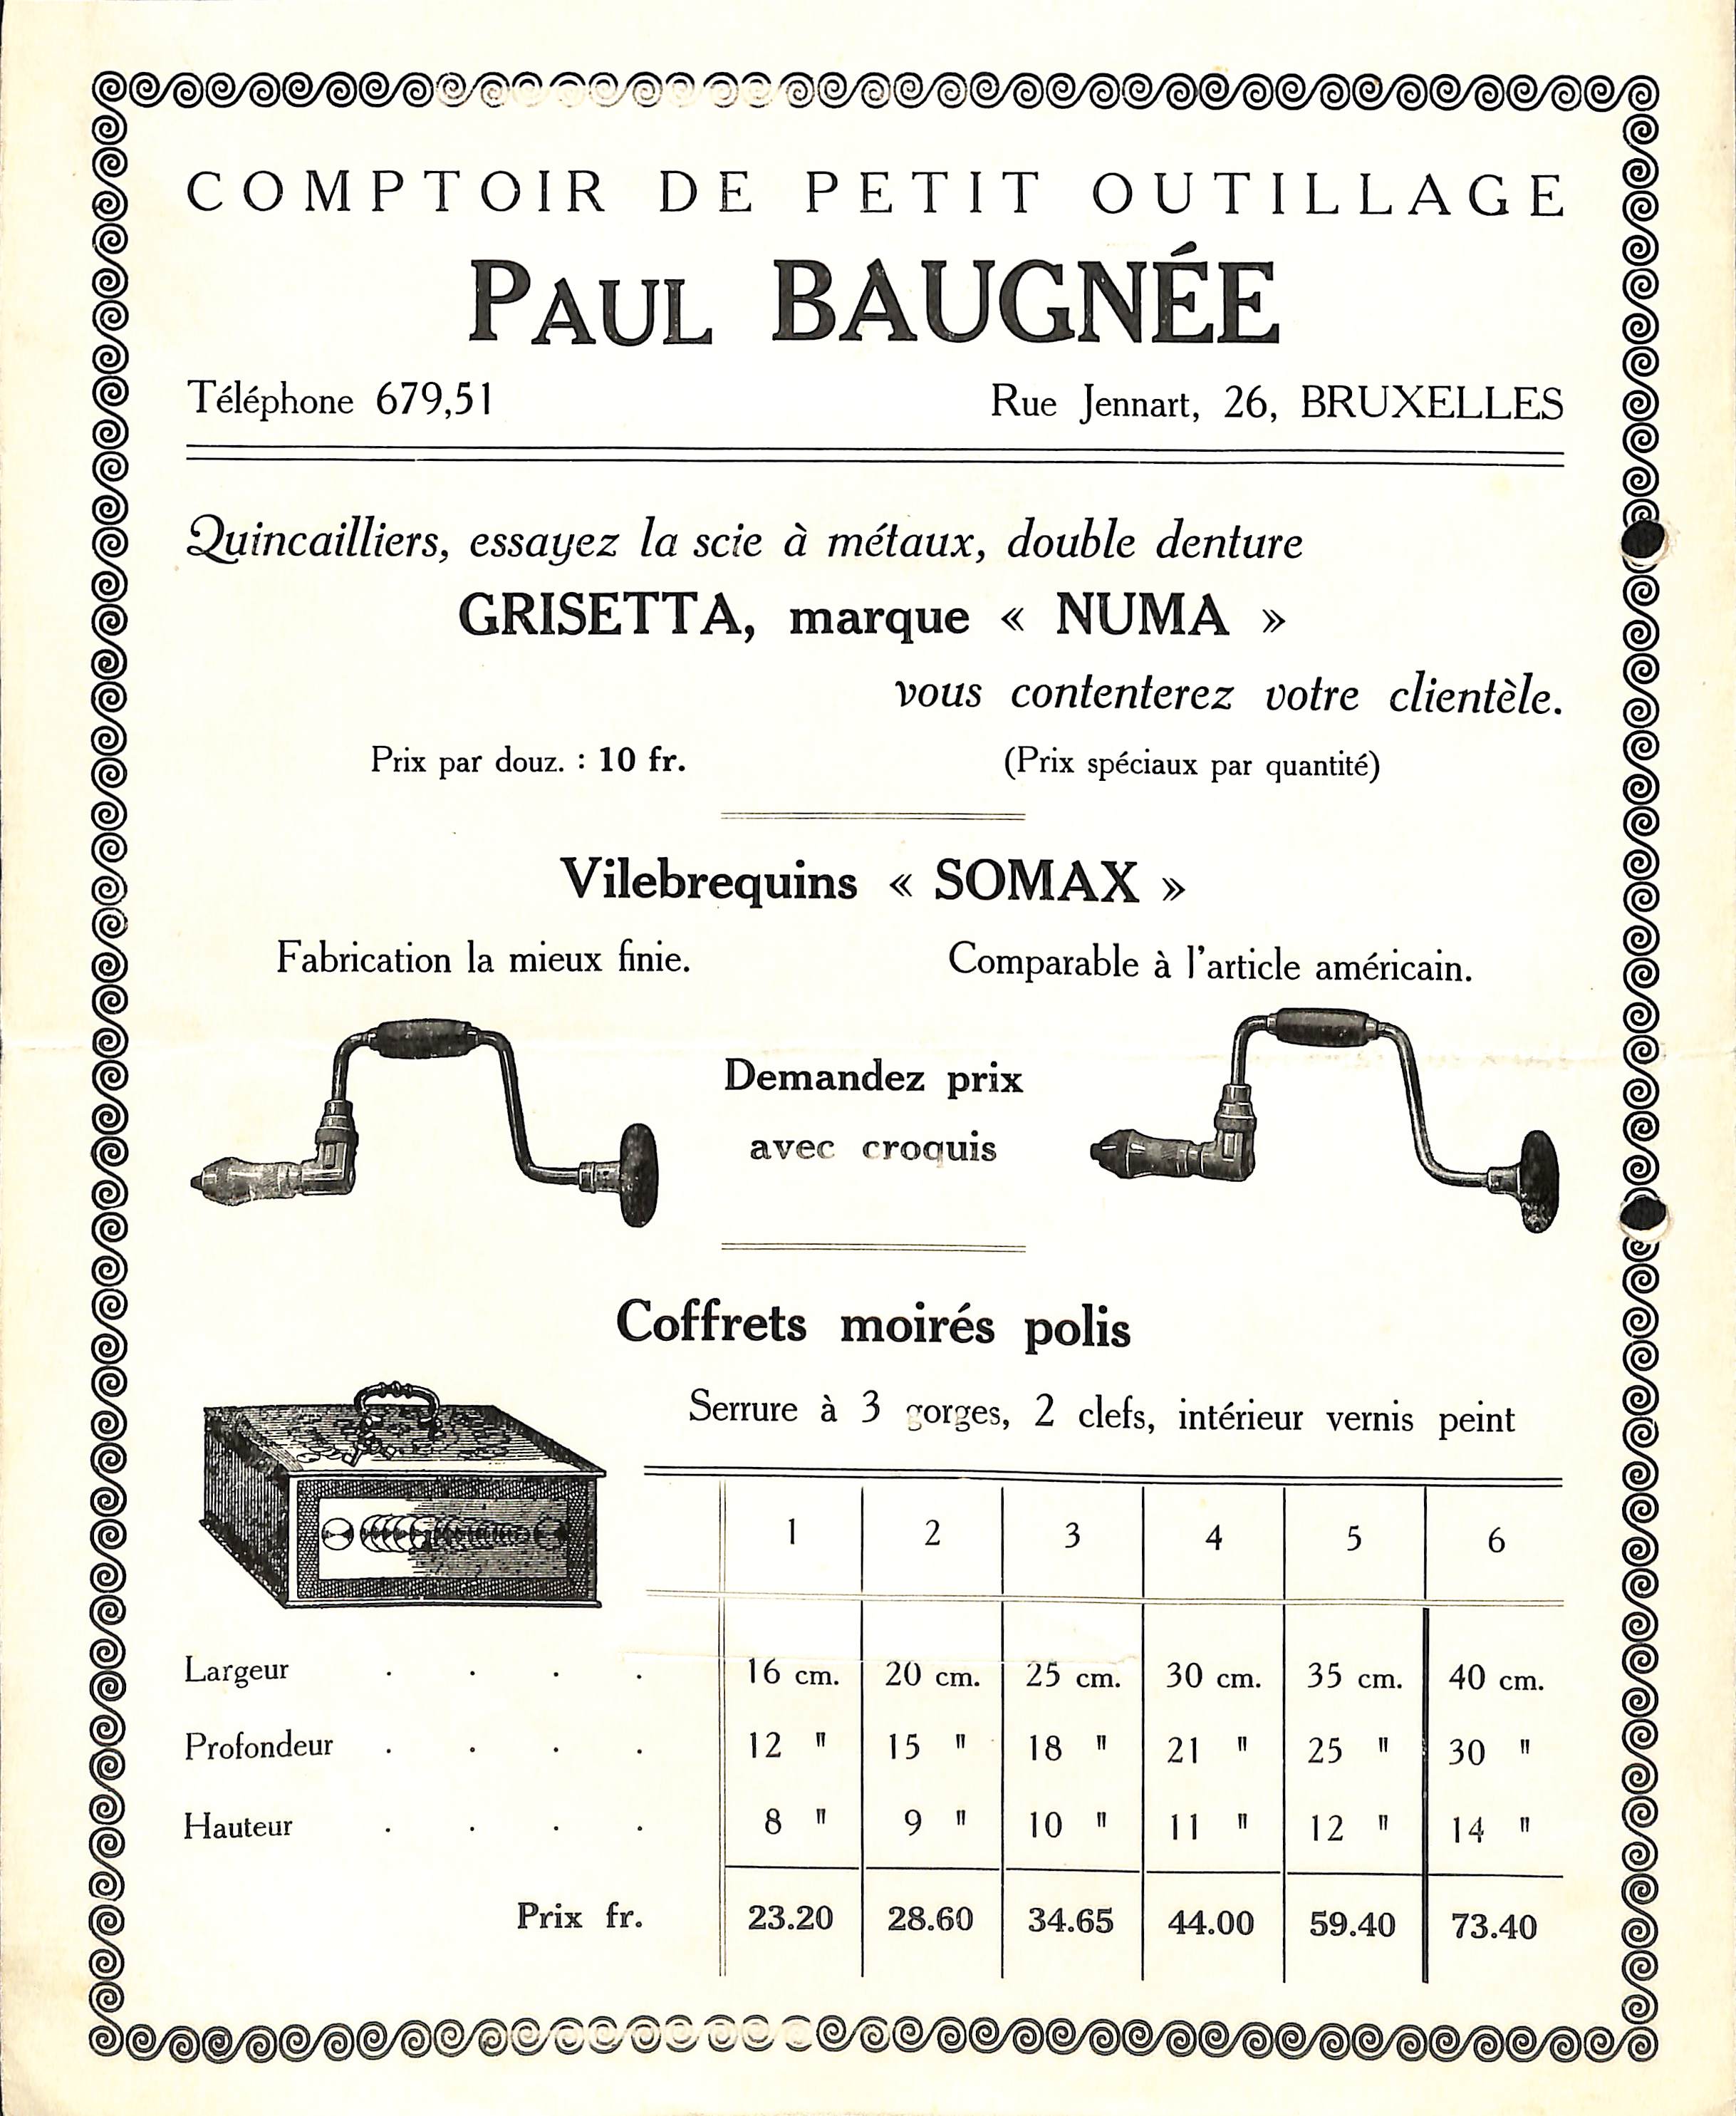 COMPTOIR DE PETIT OUTILLAGE
PAUL BAUGNÉE
Téléphone 679,51 Rue Jennart, 26, BRUXELLES
Quincailliers, essayez la scie à métaux, double denture
GRISETTA, marque « NUMA »
vous contenterez votre clientèle.
Prix par douz. : 10 fr. (Prix spéciaux par quantité)
Vilebrequins « SOMAX »
Fabrication la mieux finie. Comparable à l'article américain.
Demandez prix
avec croquis
Coffrets moirés polis
Serrure à 3 gorges, 2 clefs, intérieur vernis peint
1 2 3 4 5 6
Largeur . . . . 16 cm. 20 cm. 25 cm. 30 cm. 35 cm. 40 cm.
Profondeur . . . . 12 " 15 " 18 " 21 " 25 " 30 "
Hauteur . . . . 8 " 9 " 10 " 11 " 12 " 14 "
Prix fr. 23.20 28.60 34.65 44.00 59.40 73.40